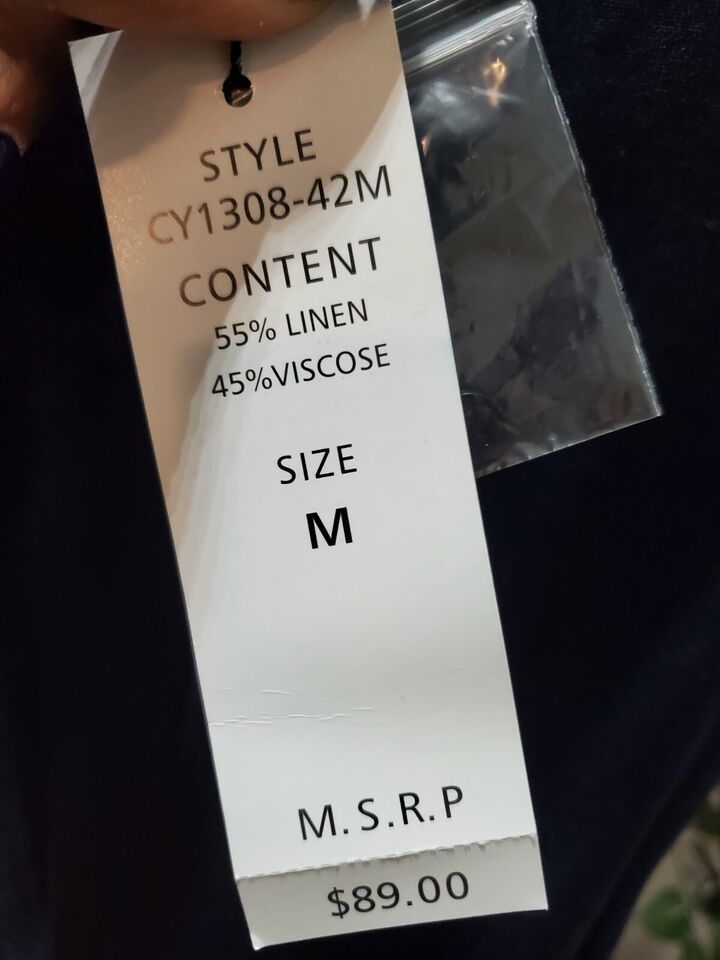 STYLE
CY1308-42M
CONTENT
55% LINEN
45%VISCOSE
SIZE
M
M.S.R.P
$89.00